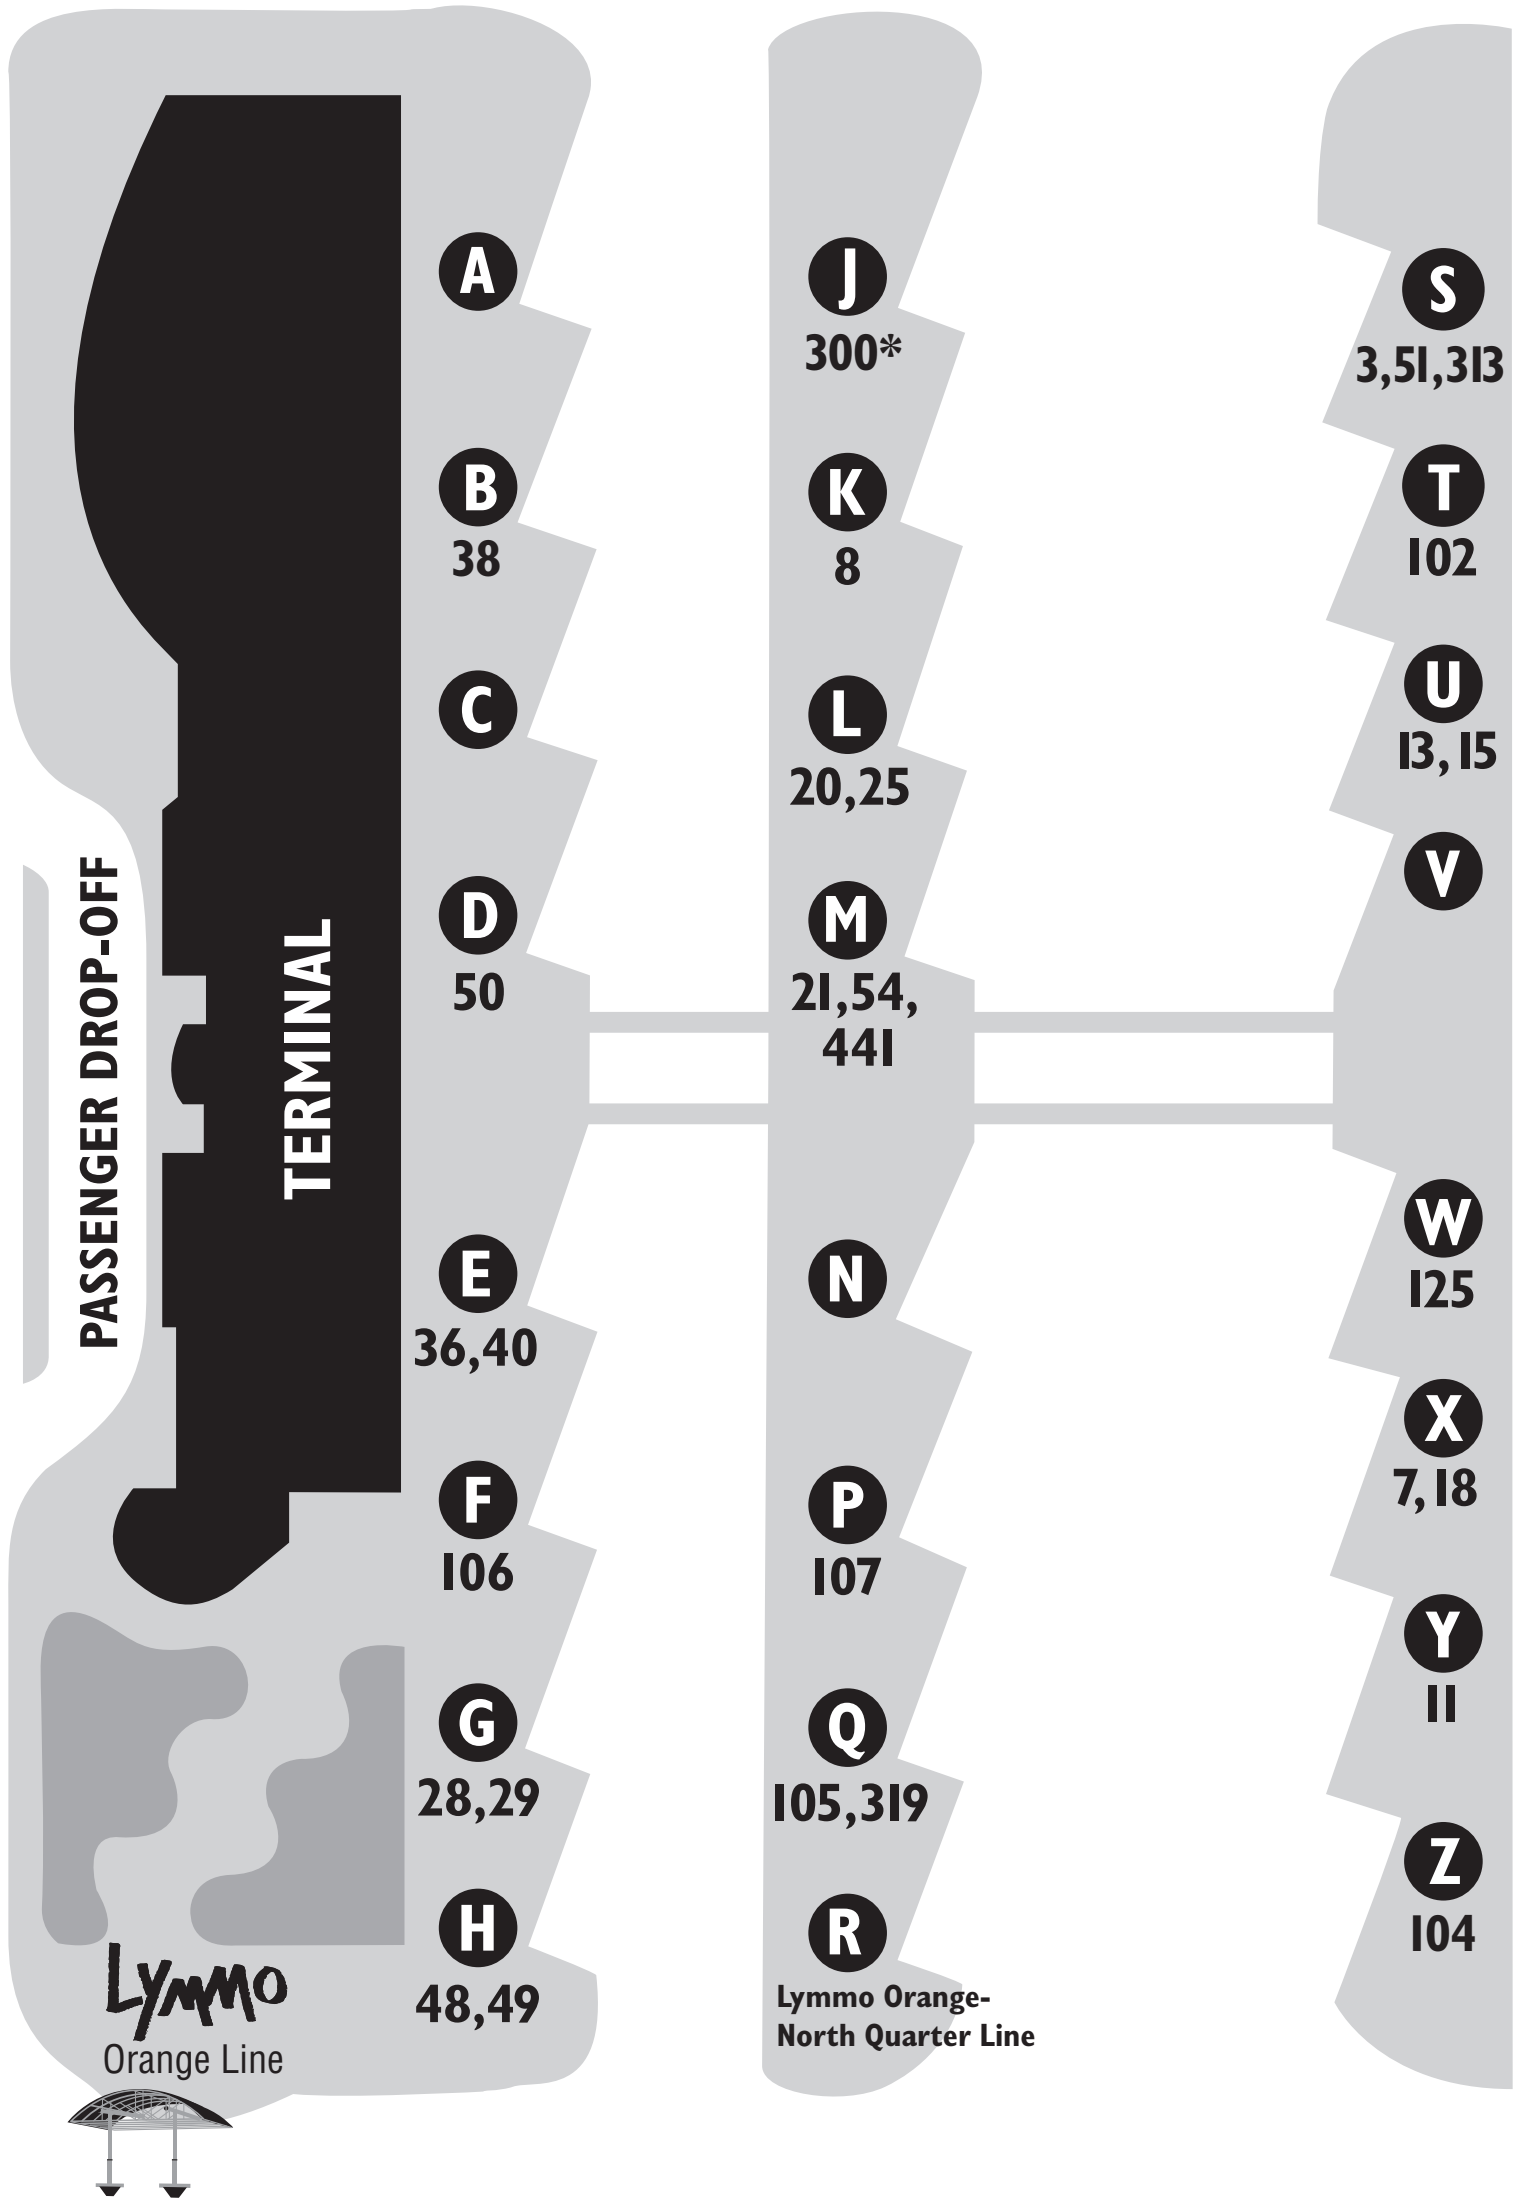 A
B
38
C
D
50
E
36,40
F
106
G
28,29
H
48,49
PASSENGER DROP-OFF
TERMINAL
LYMMO
Orange Line
J
300*
K
8
L
20,25
M
21,54,
441
N
P
107
Q
105,319
R
Lymmo Orange-
North Quarter Line
S
3,51,313
T
102
U
13, 15
V
W
125
X
7, 18
Y
11
Z
104